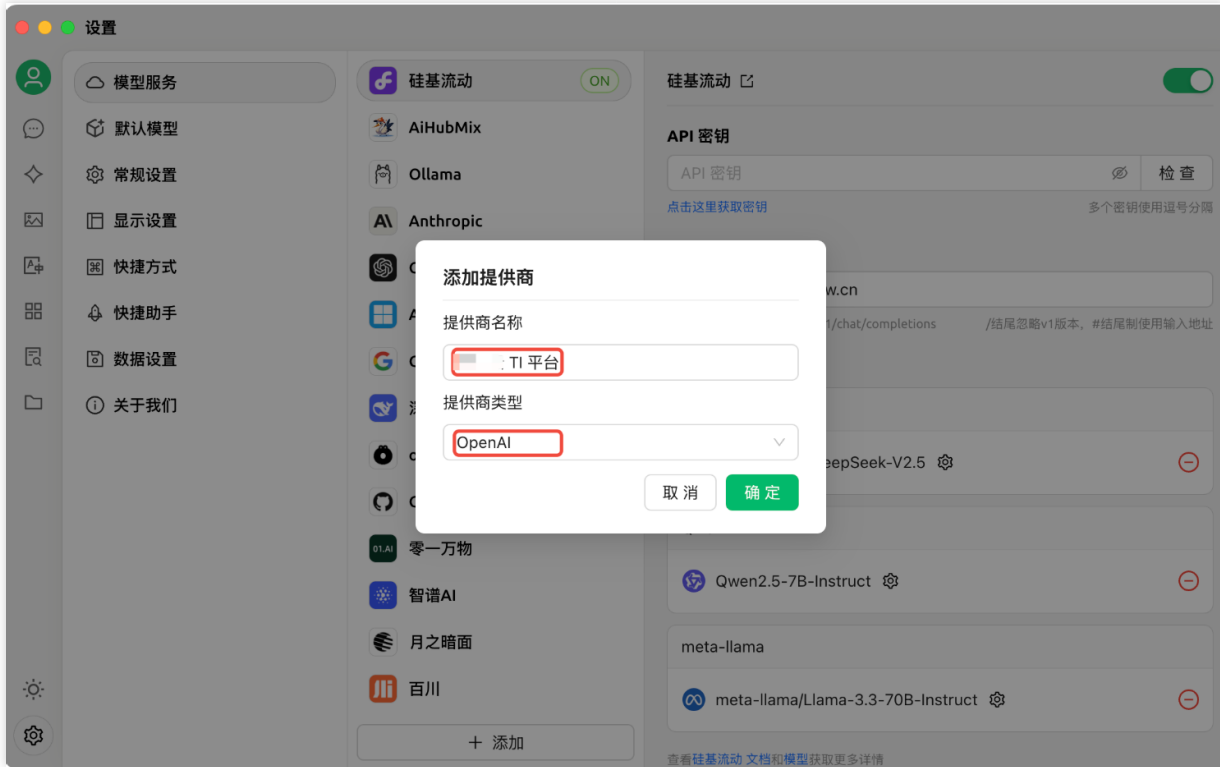 设置
模型服务
默认模型
常规设置
显示设置
快捷方式
快捷助手
数据设置
关于我们
硅基流动
ON
AiHubMix
Ollama
Anthropic
01.AI
零一万物
智谱AI
月之暗面
百川
添加
硅基流动
API 密钥
API 密钥
检 查
点击这里获取密钥
多个密钥使用逗号分隔
w.cn
1/chat/completions
/结尾忽略v1版本，#结尾制使用输入地址
添加提供商
提供商名称
: TI 平台
提供商类型
OpenAI
取 消
确 定
eepSeek-V2.5
Qwen2.5-7B-Instruct
meta-llama
meta-llama/Llama-3.3-70B-Instruct
查看硅基流动 文档和模型获取更多详情